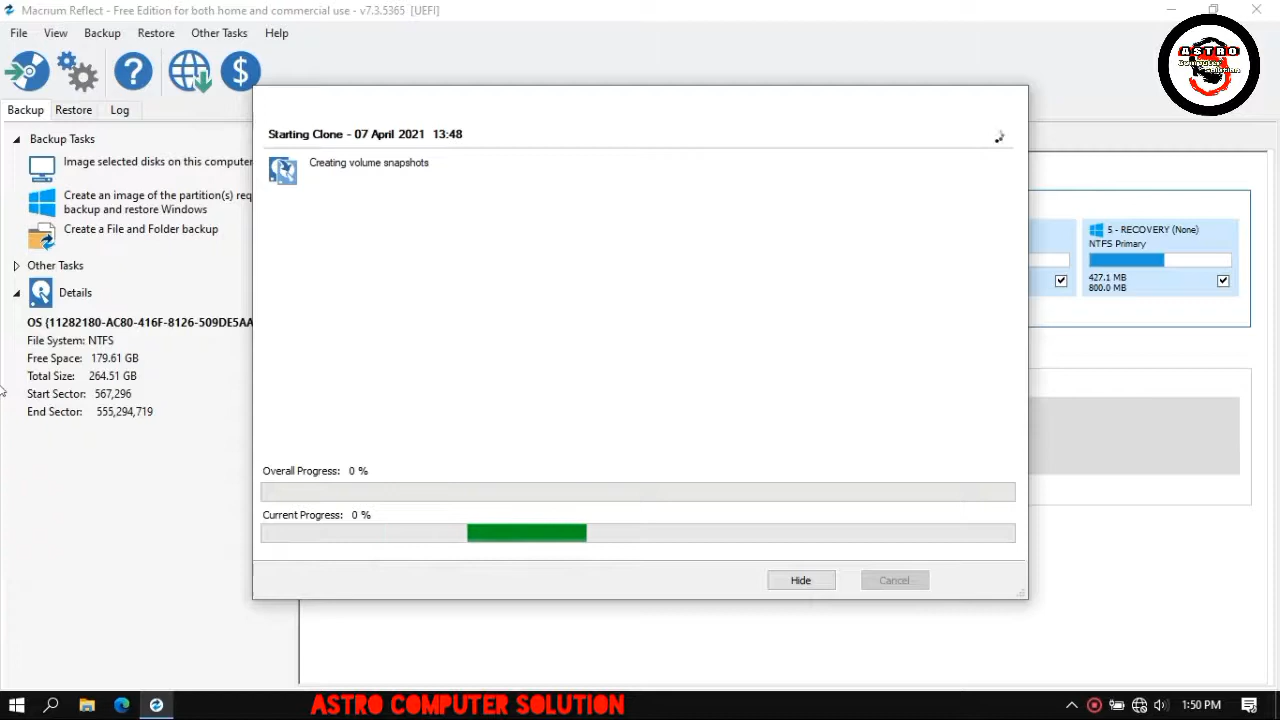 Macrium Reflect - Free Edition for both home and commercial use - v7.3.5365 [UEFI]
File View Backup Restore Other Tasks Help
ASTRO
Computer
Solution
Backup Restore Log
Backup Tasks
Image selected disks on this computer
Create an image of the partition(s) req
backup and restore Windows
Create a File and Folder backup
Other Tasks
Details
OS (11282180-AC80-416F-8126-509DE5AA
File System: NTFS
Free Space: 179.61 GB
Total Size: 264.51 GB
Start Sector: 567,296
End Sector: 555,294,719
Starting Clone - 07 April 2021 13:48
Creating volume snapshots
Overall Progress: 0 %
Current Progress: 0 %
Hide Cancel
5 - RECOVERY (None)
NTFS Primary
427.1 MB
800.0 MB
ASTRO COMPUTER SOLUTION
1:50 PM